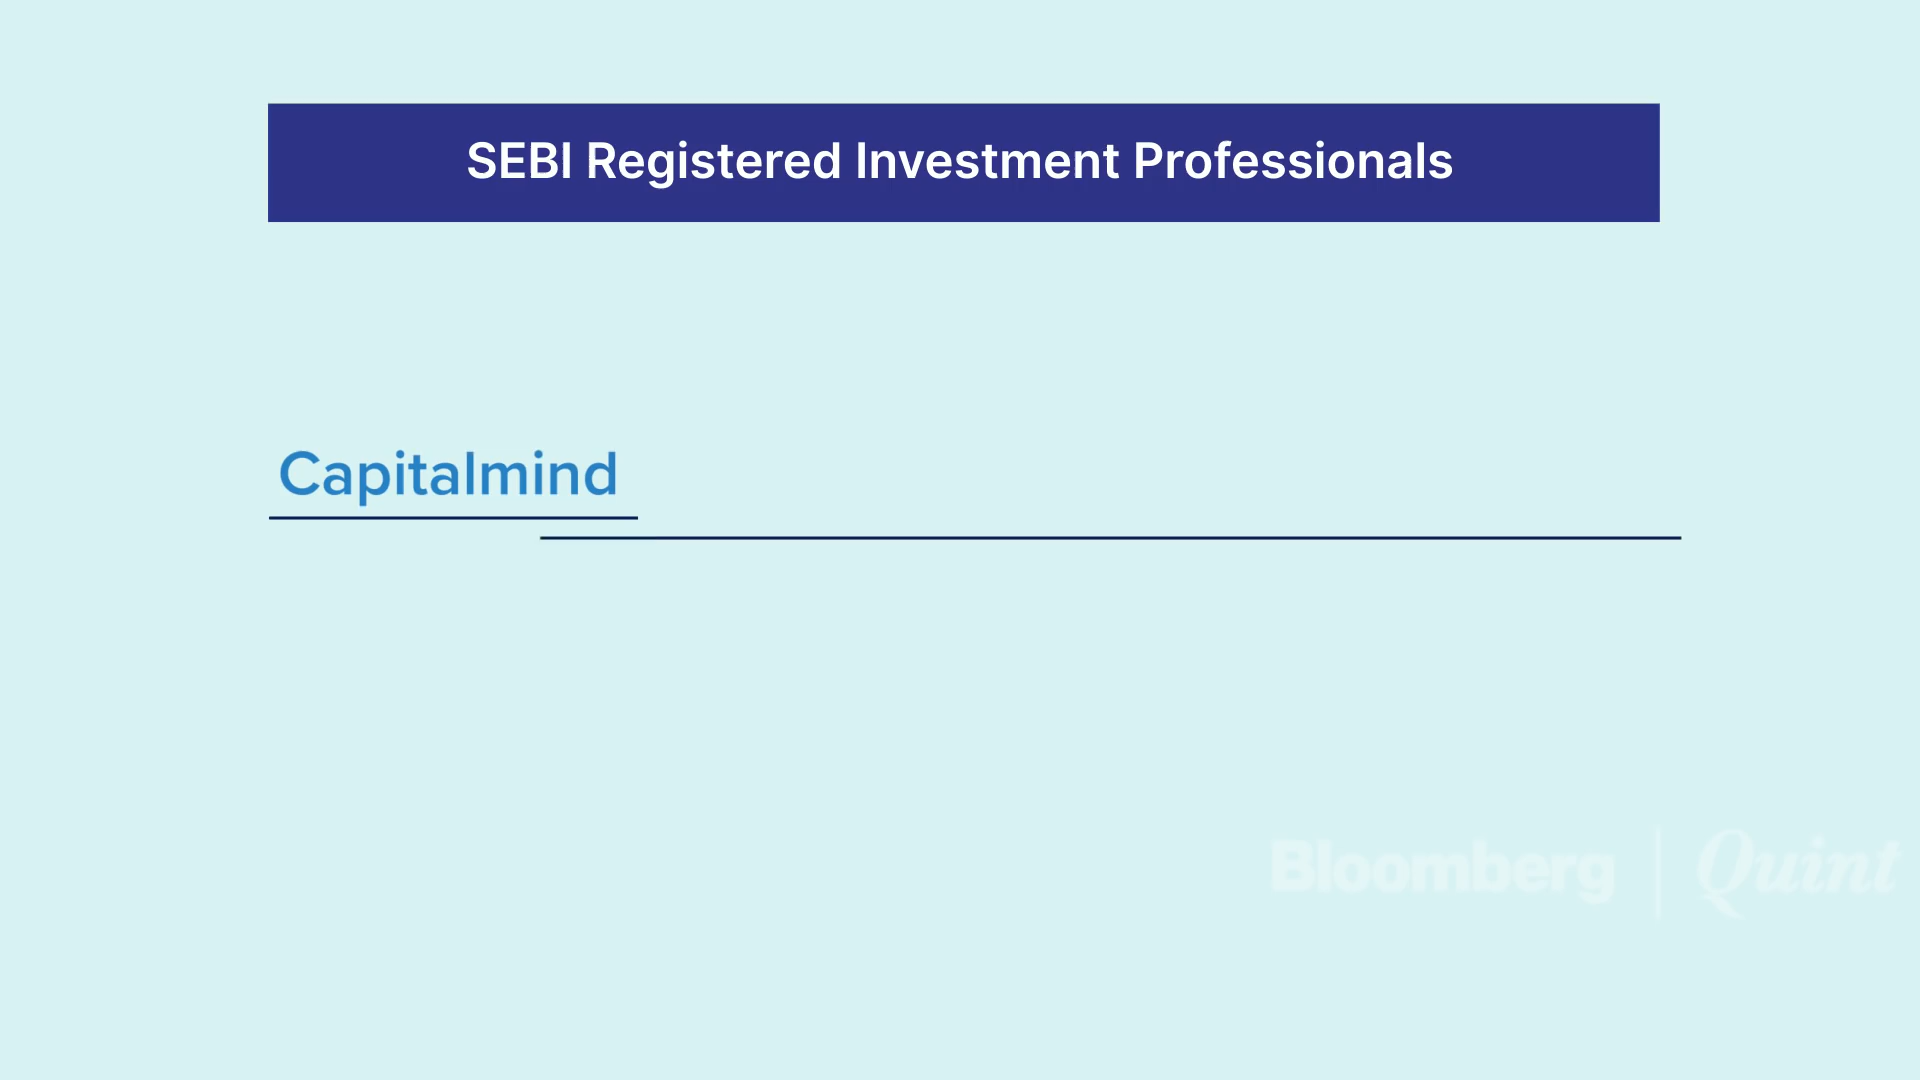 SEBI Registered Investment Professionals
Capitalmind
Bloomberg | Quint